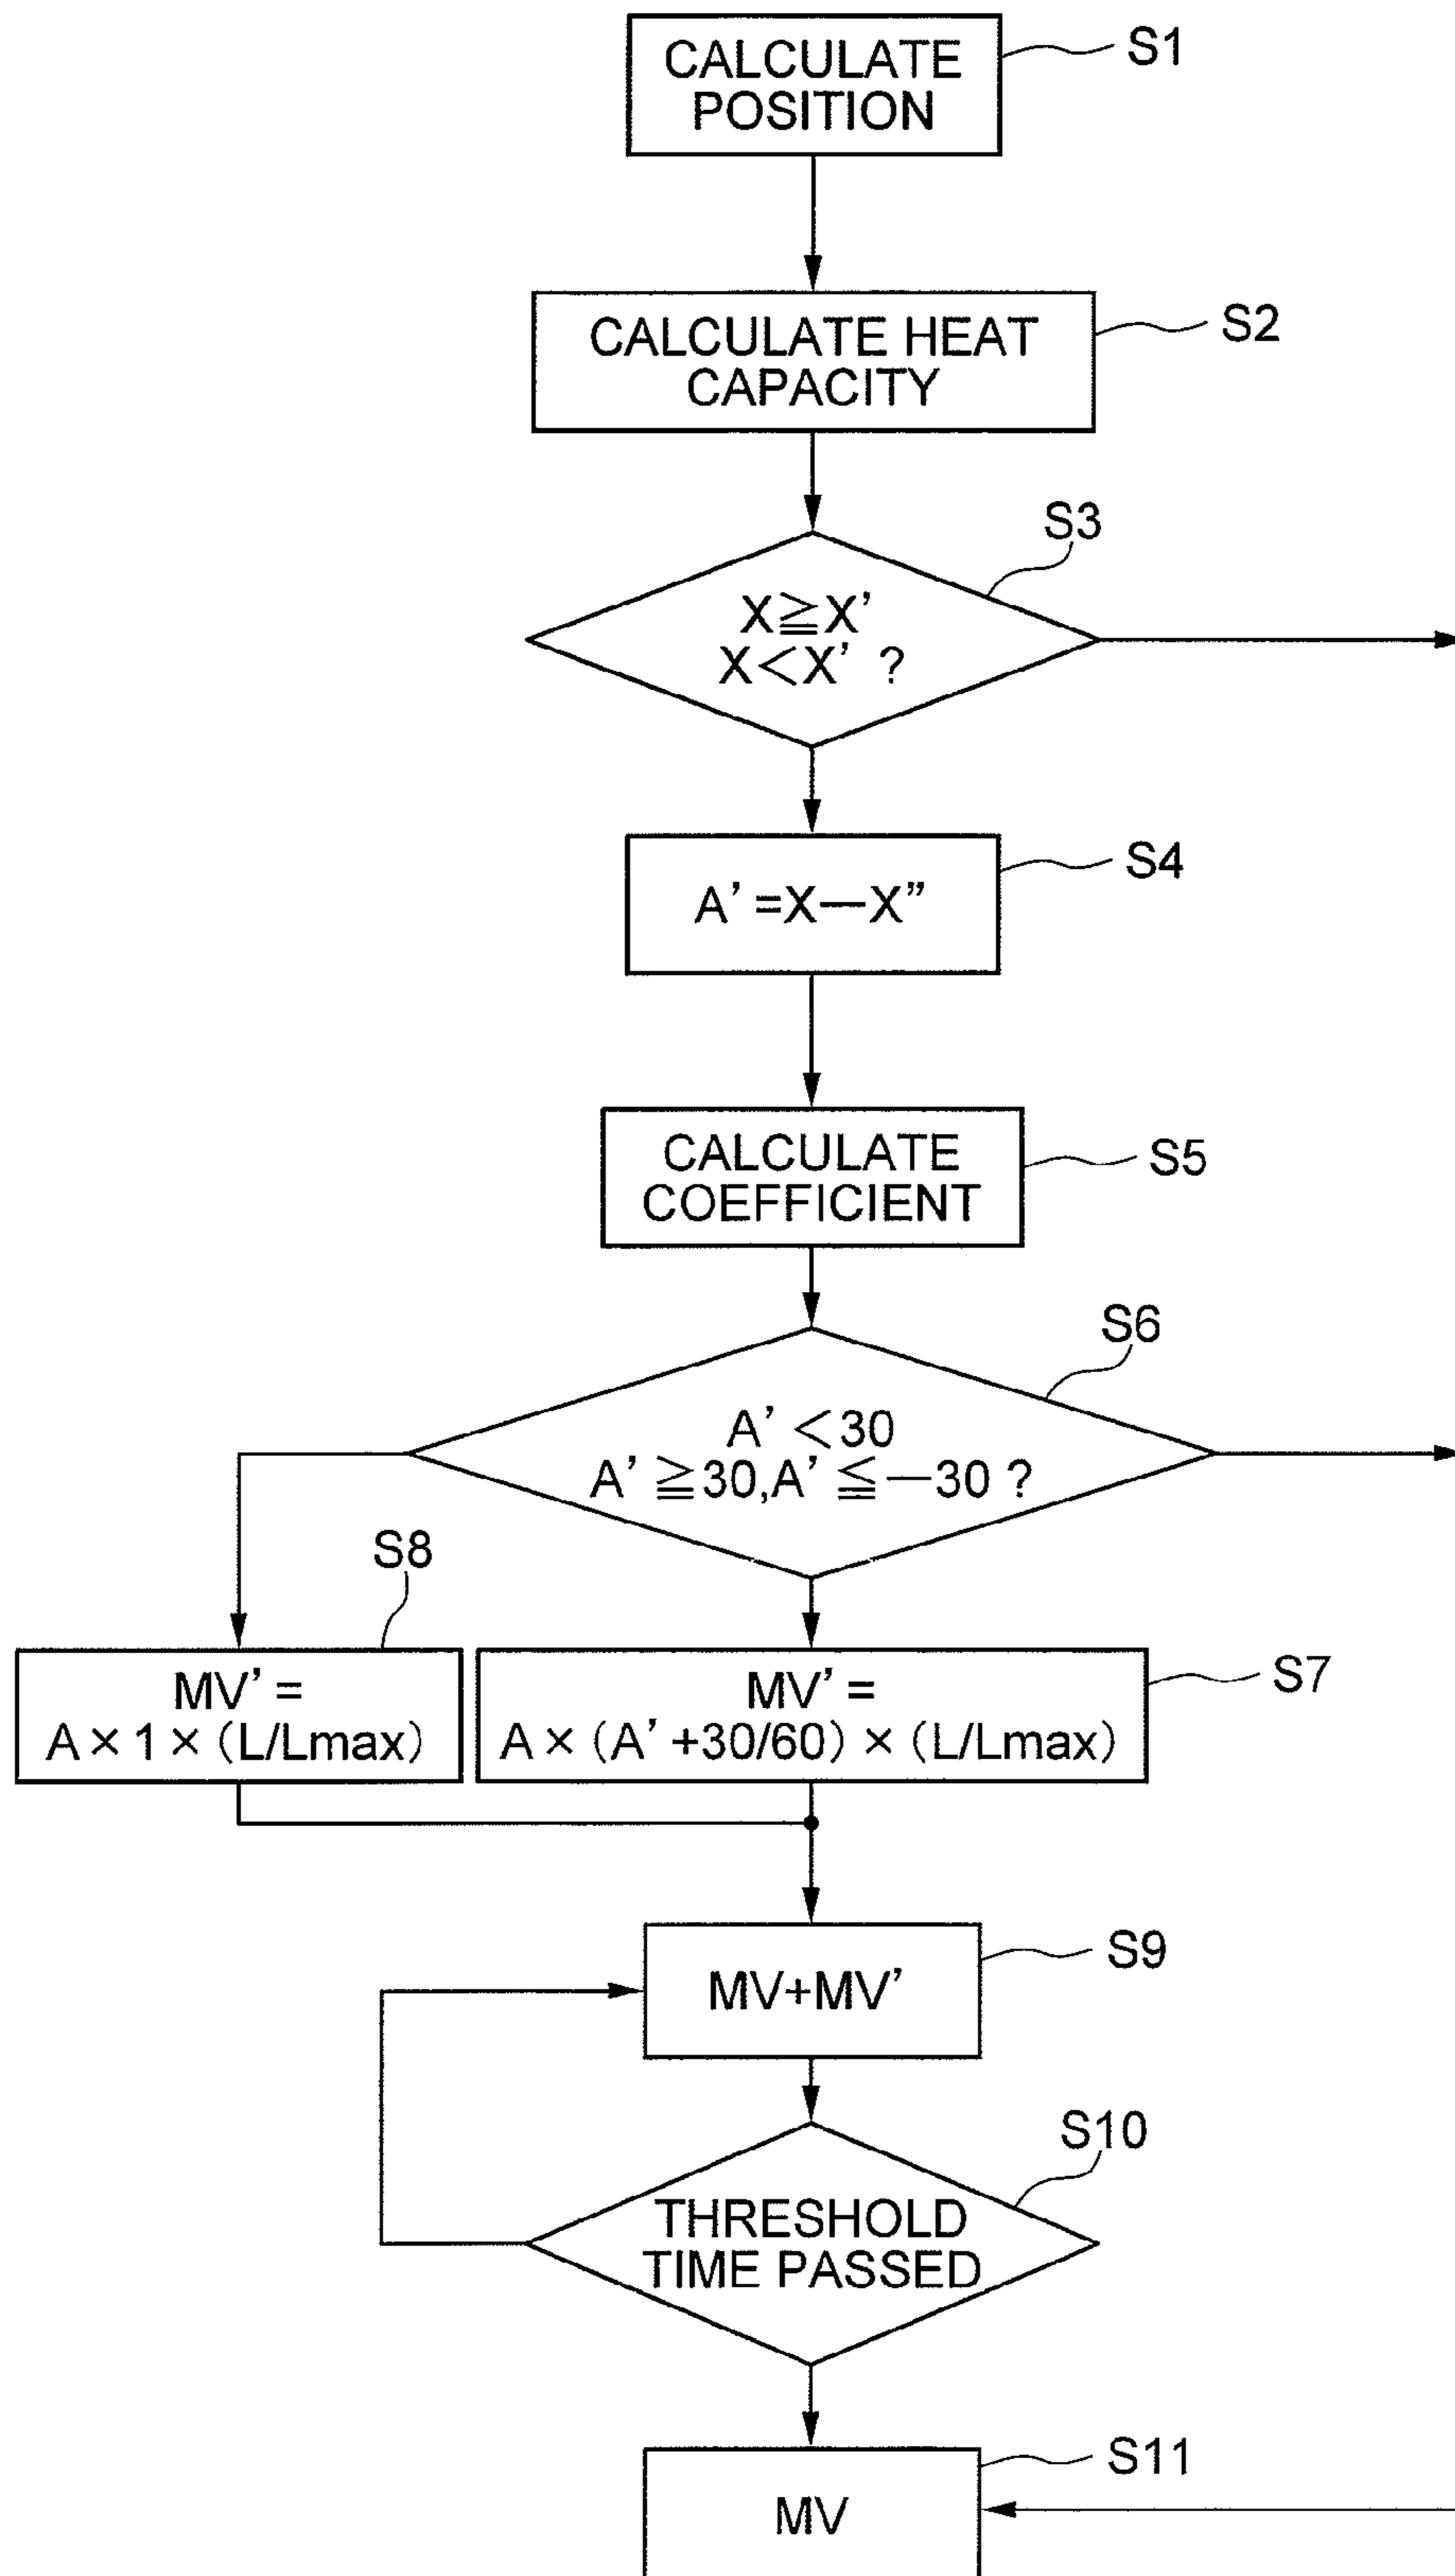 CALCULATE
POSITION
S1
CALCULATE HEAT
CAPACITY
S2
S3
X≧X'
X<X' ?
A'=X—X”
S4
CALCULATE
COEFFICIENT
S5
S6
A'<30
A'≧30,A'≦—30 ?
S8
MV'=
A×1×(L/Lmax)
MV'=
A×(A'+30/60)×(L/Lmax)
S7
MV+MV'
S9
S10
THRESHOLD
TIME PASSED
MV
S11